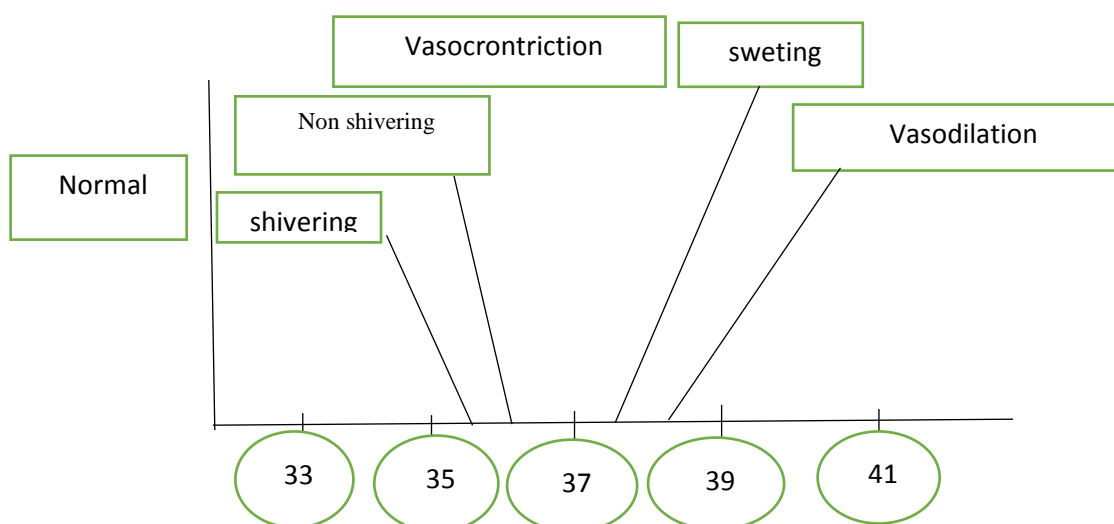 Vasocrontriction
sweting
Non shivering
Vasodilation
Normal
shivering
33
35
37
39
41